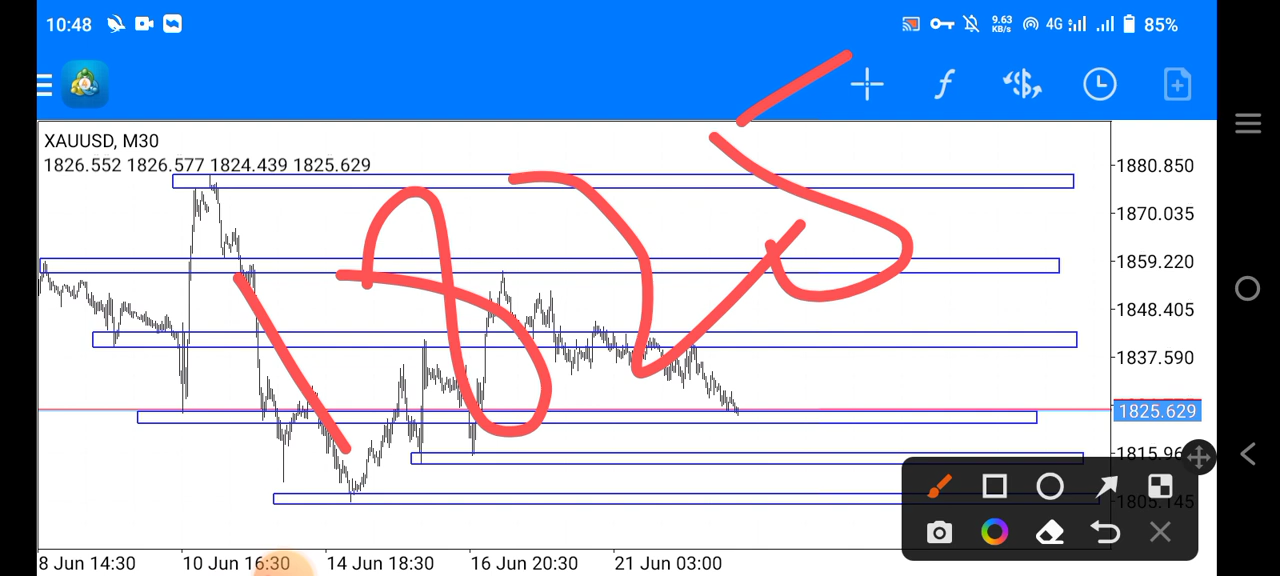 10:48 9.63 KB/s 4G 85%
XAUUSD, M30
1826.552 1826.577 1824.439 1825.629
1880.850
1870.035
1859.220
1848.405
1837.590
1825.629
1805.145
8 Jun 14:30 10 Jun 16:30 14 Jun 18:30 16 Jun 20:30 21 Jun 03:00